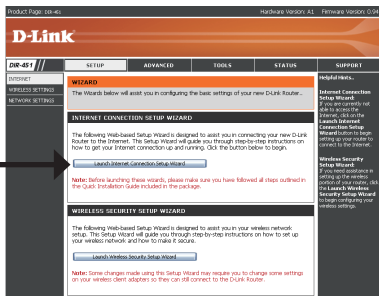 Product Page: DIR-451 Hardware Version: A1 Firmware Version: 0.94
D-Link
DIR-451 SETUP ADVANCED TOOLS STATUS SUPPORT
INTERNET
WIRELESS SETTINGS
NETWORK SETTINGS
WIZARD
The Wizards below will assist you in configuring the basic settings of your new D-Link Router..
INTERNET CONNECTION SETUP WIZARD
The following Web-based Setup Wizard is designed to assist you in connecting your new D-Link
Router to the Internet. This Setup Wizard will guide you through step-by-step instructions on
how to get your Internet connection up and running. Click the button below to begin.
Launch Internet Connection Setup Wizard
Note: Before launching these wizards, please make sure you have followed all steps outlined in
the Quick Installation Guide included in the package.
WIRELESS SECURITY SETUP WIZARD
The following Web-based Setup Wizard is designed to assist you in your wireless network
setup. This Setup Wizard will guide you through step-by-step instructions on how to set up
your wireless network and how to make it secure.
Launch Wireless Security Setup Wizard
Note: Some changes made using this Setup Wizard may require you to change some settings
on your wireless client adapters so they can still connect to the D-Link Router.
Helpful Hints..
Internet Connection
Setup Wizard:
If you are currently not
able to access the
Internet, click on the
Launch Internet
Connection Setup
Wizard button to begin
setting up your router to
connect to the Internet.
Wireless Security
Setup Wizard:
If you need assistance in
setting up the wireless
portion of your router, click
the Launch Wireless
Security Setup Wizard
to begin configuring your
wireless settings.